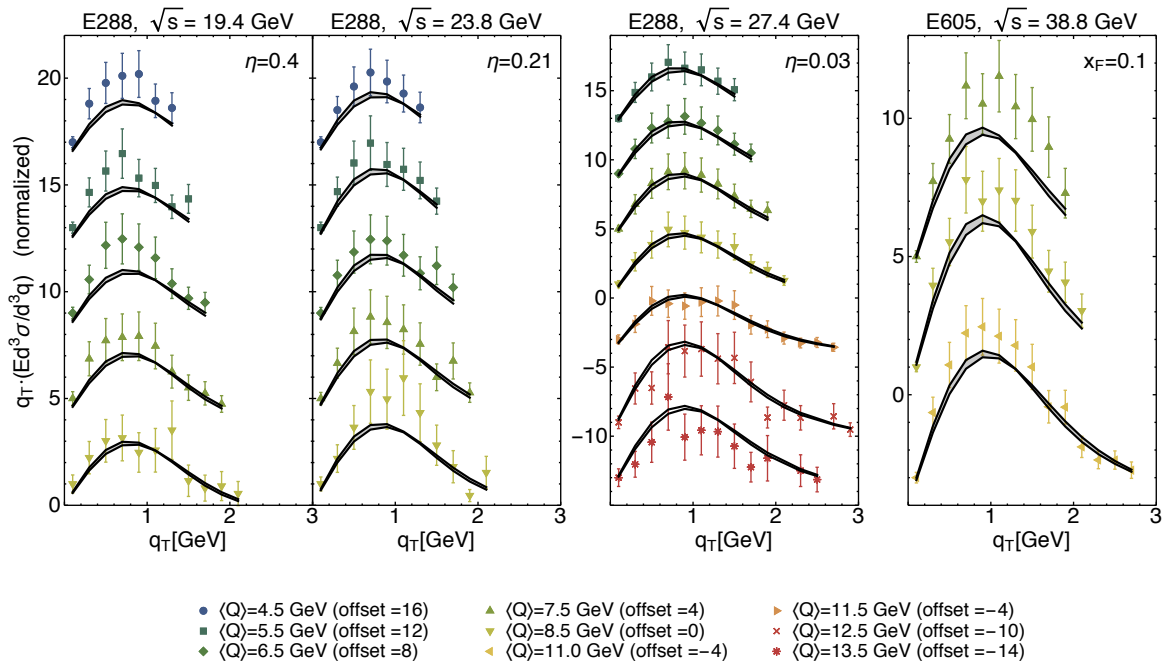 E288, √s = 19.4 GeV
E288, √s = 23.8 GeV
E288, √s = 27.4 GeV
E605, √s = 38.8 GeV
η=0.4
η=0.21
η=0.03
x_F=0.1
q_T·(Ed³σ/d³q) (normalized)
20
15
10
5
0
15
10
5
0
−5
−10
10
5
0
1 2 3
1 2 3
1 2 3
1 2 3
q_T[GeV]
q_T[GeV]
q_T[GeV]
q_T[GeV]
⟨Q⟩=4.5 GeV (offset =16)
⟨Q⟩=5.5 GeV (offset =12)
⟨Q⟩=6.5 GeV (offset =8)
⟨Q⟩=7.5 GeV (offset =4)
⟨Q⟩=8.5 GeV (offset =0)
⟨Q⟩=11.0 GeV (offset =−4)
⟨Q⟩=11.5 GeV (offset =−4)
⟨Q⟩=12.5 GeV (offset =−10)
⟨Q⟩=13.5 GeV (offset =−14)